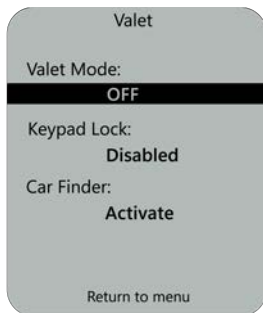 Valet
Valet Mode:
OFF
Keypad Lock:
Disabled
Car Finder:
Activate
Return to menu